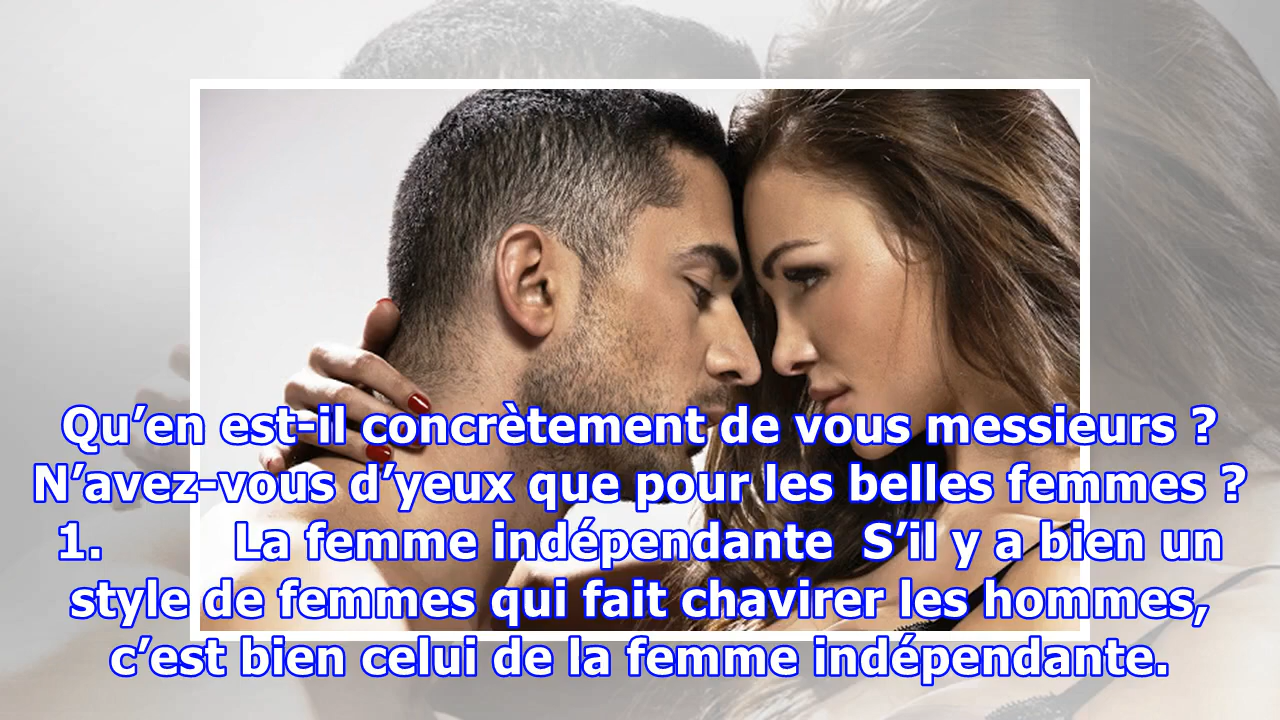 Qu’en est-il concrètement de vous messieurs ?
N’avez-vous d’yeux que pour les belles femmes ?
1. La femme indépendante S’il y a bien un
style de femmes qui fait chavirer les hommes,
c’est bien celui de la femme indépendante.